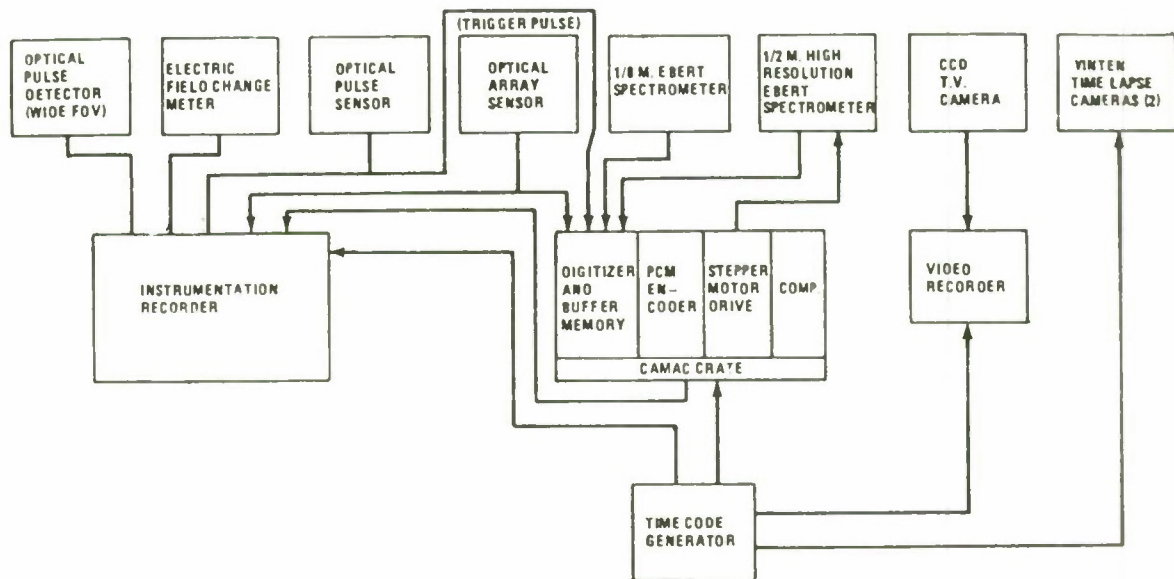 (TRIGGER PULSE)
OPTICAL
PULSE
DETECTOR
(WIDE FOV)
ELECTRIC
FIELD CHANGE
METER
OPTICAL
PULSE
SENSOR
OPTICAL
ARRAY
SENSOR
1/8 M. EBERT
SPECTROMETER
1/2 M. HIGH
RESOLUTION
EBERT
SPECTROMETER
CCD
T.V.
CAMERA
VINTEN
TIME LAPSE
CAMERAS (2)
INSTRUMENTATION
RECORDER
DIGITIZER
AND
BUFFER
MEMORY
PCM
EN-
CODER
STEPPER
MOTOR
DRIVE
COMP
CAMAC CRATE
VIDEO
RECORDER
TIME CODE
GENERATOR